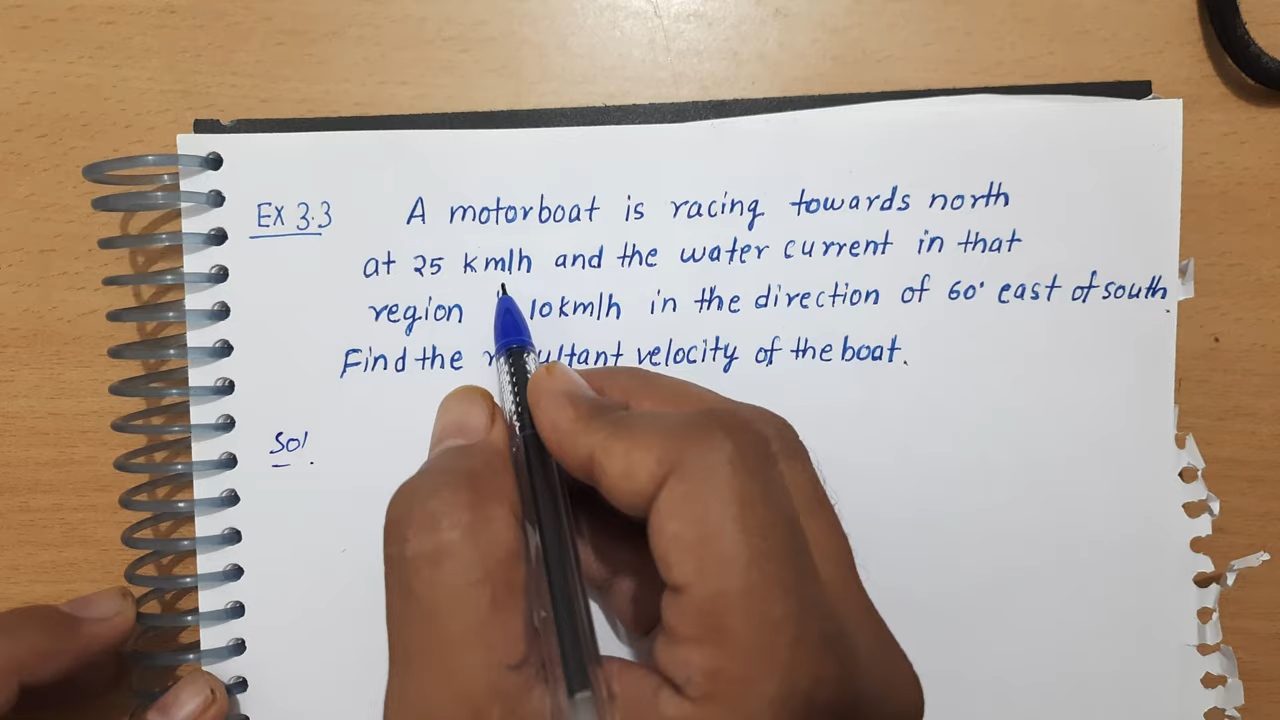 EX 3.3 A motorboat is racing towards north
at 25 km/h and the water current in that
region 10km/h in the direction of 60° east of south
Find the velocity of the boat.
Sol.